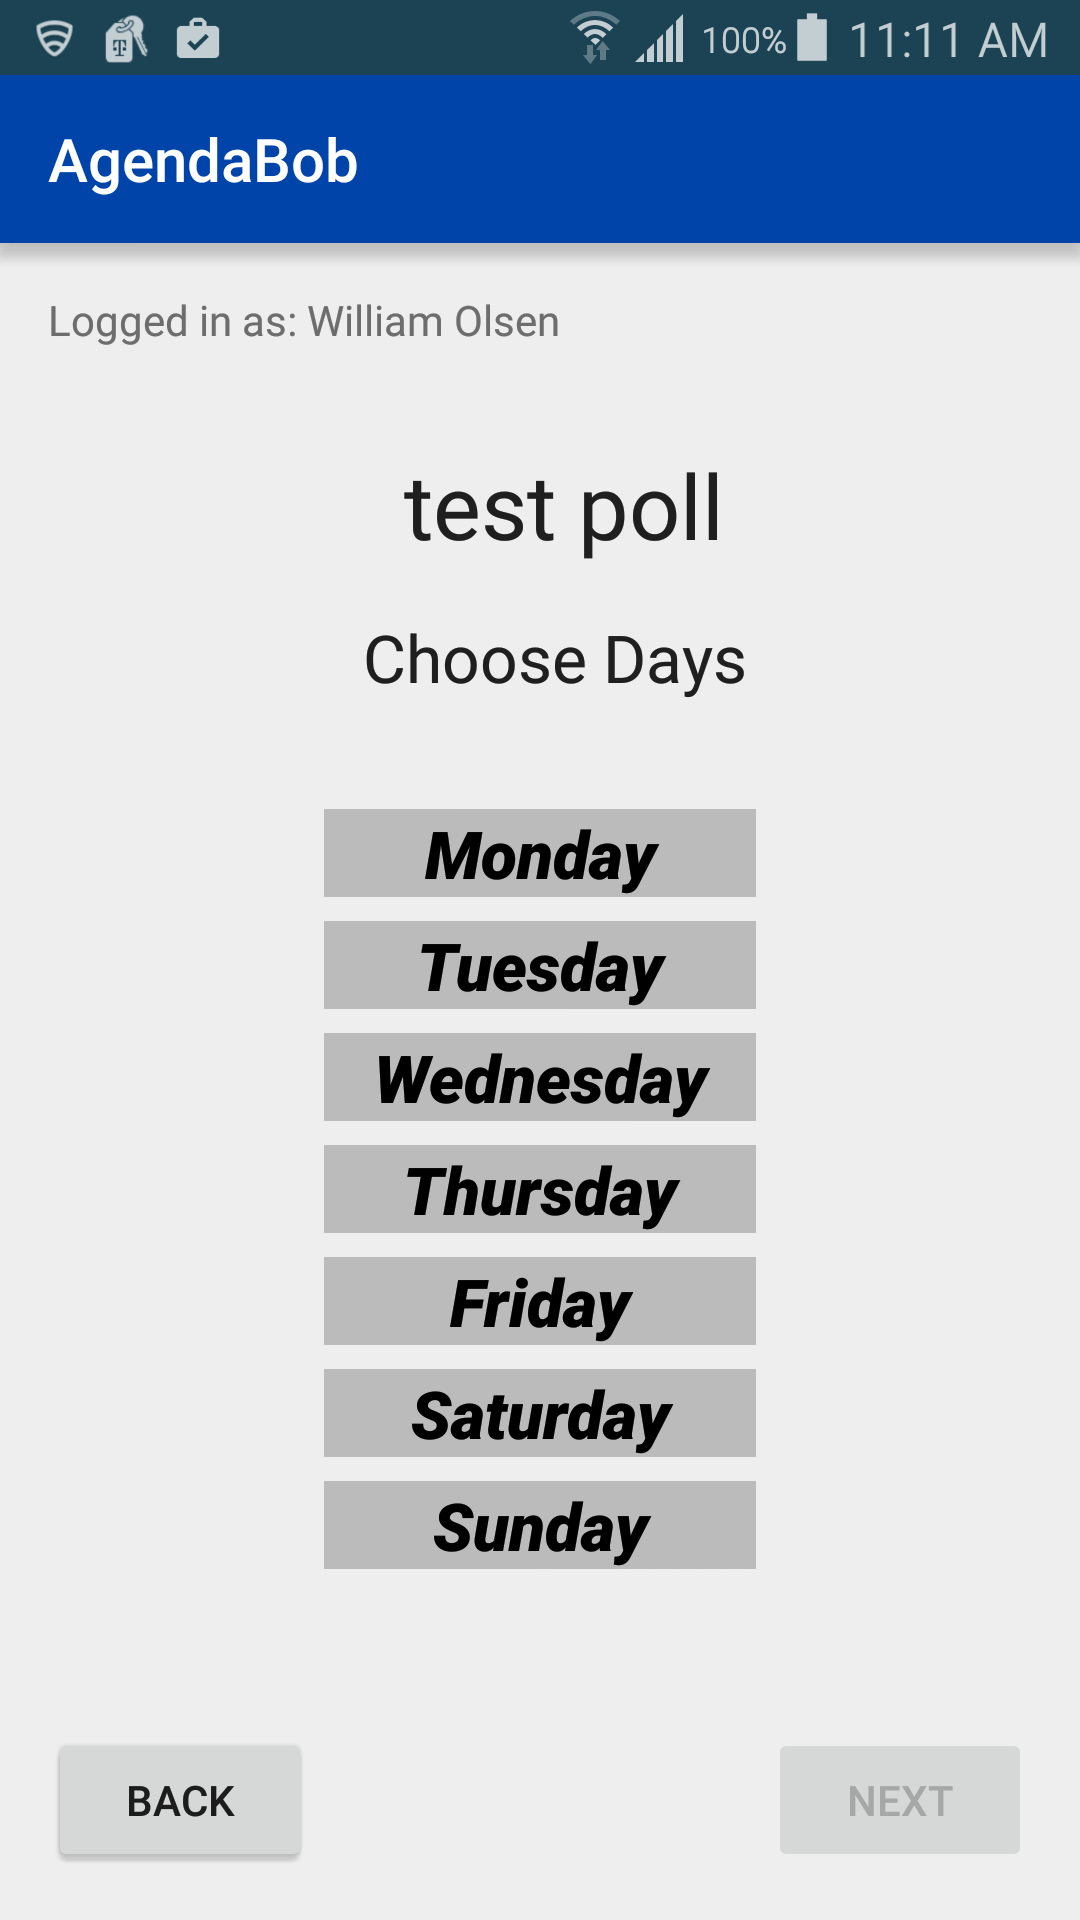 100% 11:11 AM
AgendaBob
Logged in as: William Olsen
test poll
Choose Days
Monday
Tuesday
Wednesday
Thursday
Friday
Saturday
Sunday
BACK NEXT